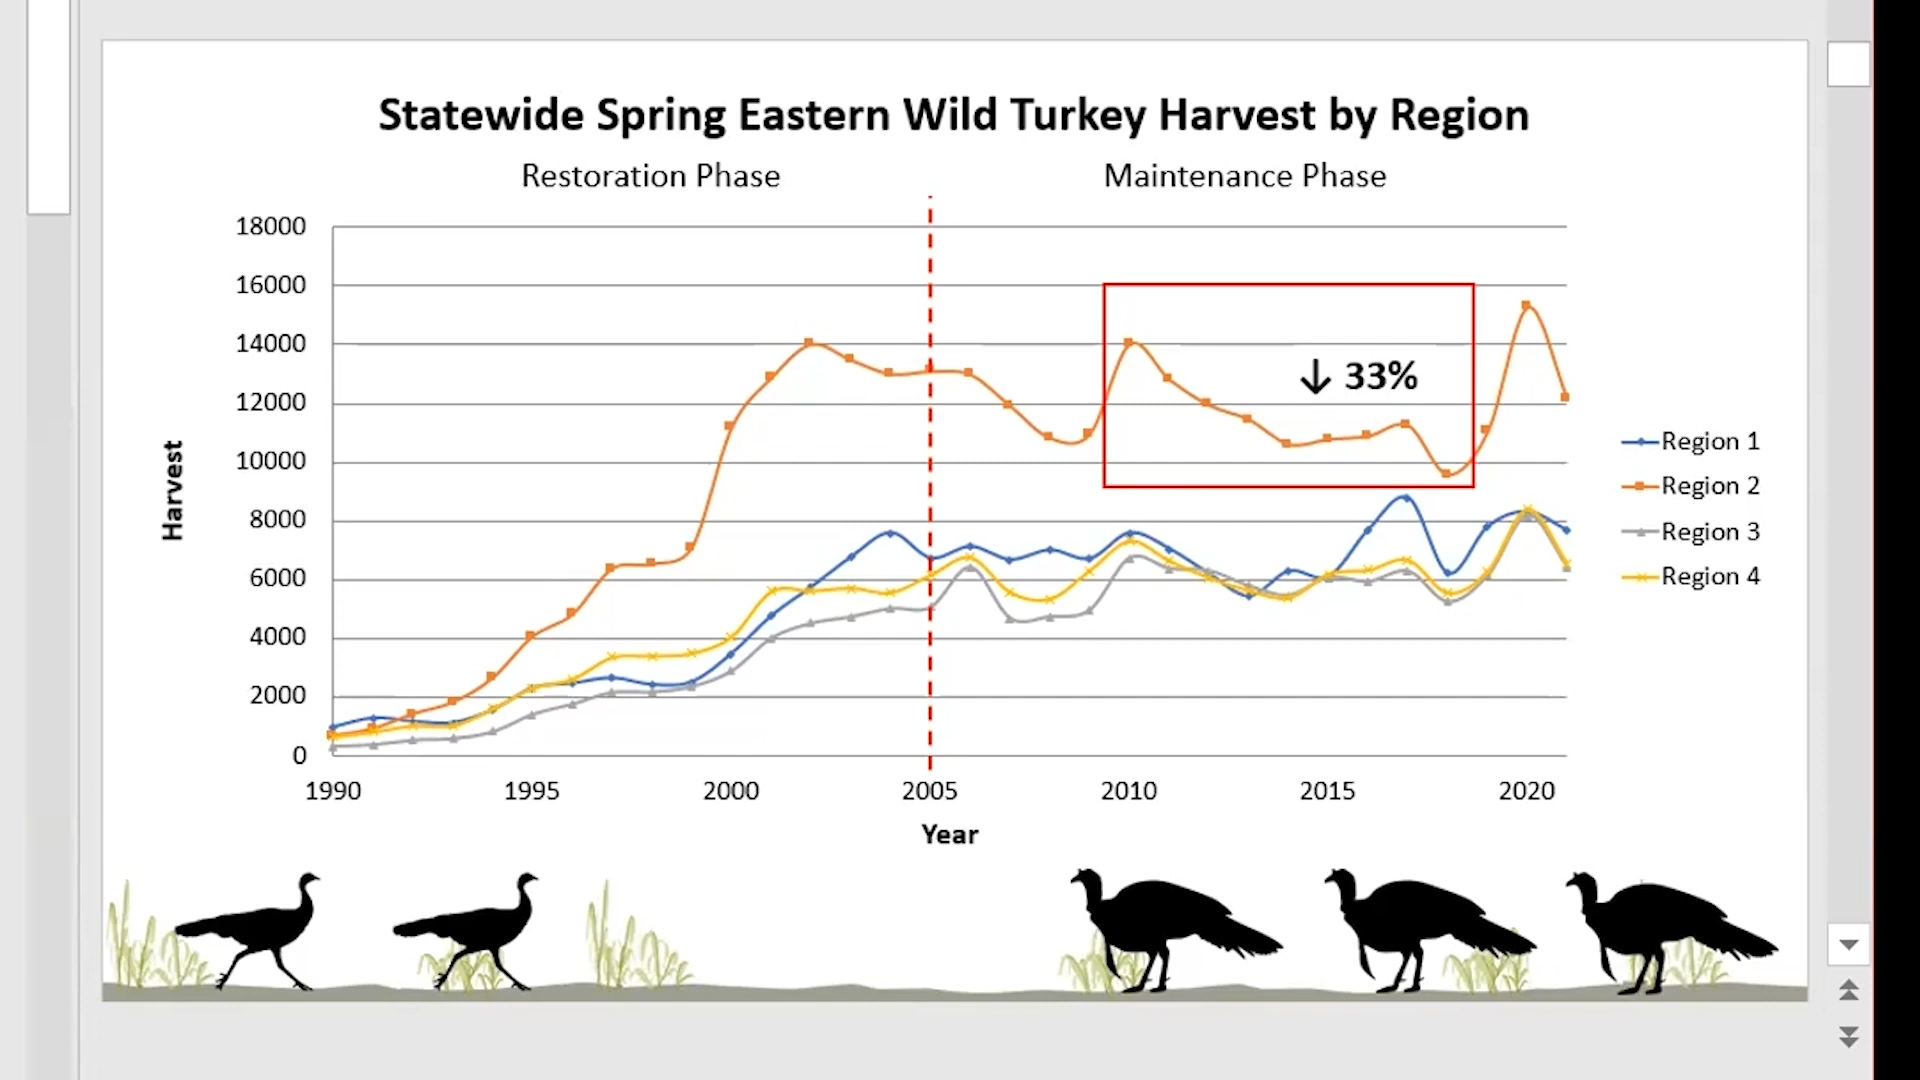 Statewide Spring Eastern Wild Turkey Harvest by Region
Restoration Phase
Maintenance Phase
18000
16000
14000
12000
10000
8000
6000
4000
2000
0
Harvest
↓ 33%
Region 1
Region 2
Region 3
Region 4
1990 1995 2000 2005 2010 2015 2020
Year